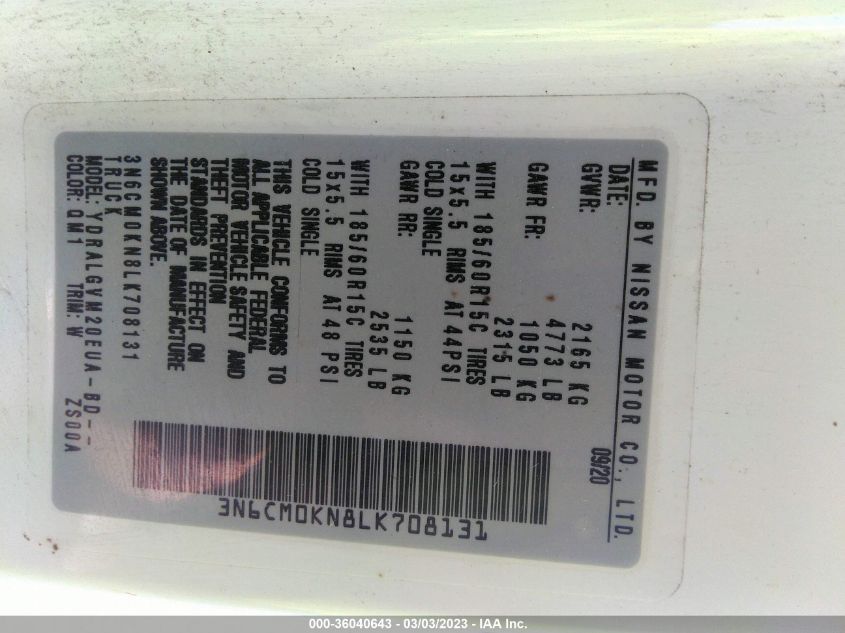 MFD. BY NISSAN MOTOR CO., LTD.
DATE: 09/20
GVWR: 2165 KG
4773 LB
GAWR FR: 1050 KG
2315 LB
WITH 185/60R15C TIRES
15X5.5 RIMS AT 44PSI
COLD SINGLE
GAWR RR: 1150 KG
2535 LB
WITH 185/60R15C TIRES
15X5.5 RIMS AT 48 PSI
COLD SINGLE
THIS VEHICLE CONFORMS TO
ALL APPLICABLE FEDERAL
MOTOR VEHICLE SAFETY AND
THEFT PREVENTION
STANDARDS IN EFFECT ON
THE DATE OF MANUFACTURE
SHOWN ABOVE.
3N6CM0KN8LK708131
TRUCK
MODEL: YDRALGVM20EUA-BD--
COLOR: QM1 TRIM: W ZS00A
3N6CM0KN8LK708131
000-36040643 - 03/03/2023 - IAA Inc.